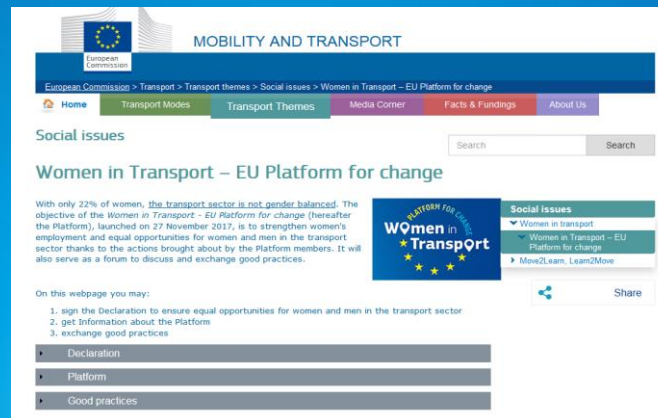 European
Commission
MOBILITY AND TRANSPORT
European Commission > Transport > Transport themes > Social issues > Women in Transport – EU Platform for change
Home
Transport Modes
Transport Themes
Media Corner
Facts & Fundings
About Us
Social issues
Search
Search
Women in Transport – EU Platform for change
With only 22% of women, the transport sector is not gender balanced. The
objective of the Women in Transport - EU Platform for change (hereafter
the Platform), launched on 27 November 2017, is to strengthen women's
employment and equal opportunities for women and men in the transport
sector thanks to the actions brought about by the Platform members. It will
also serve as a forum to discuss and exchange good practices.
PLATFORM FOR CHANGE
Women in
Transport
Social issues
Women in transport
Women in Transport – EU
Platform for change
Move2Learn, Learn2Move
Share
On this webpage you may:
1. sign the Declaration to ensure equal opportunities for women and men in the transport sector
2. get Information about the Platform
3. exchange good practices
Declaration
Platform
Good practices